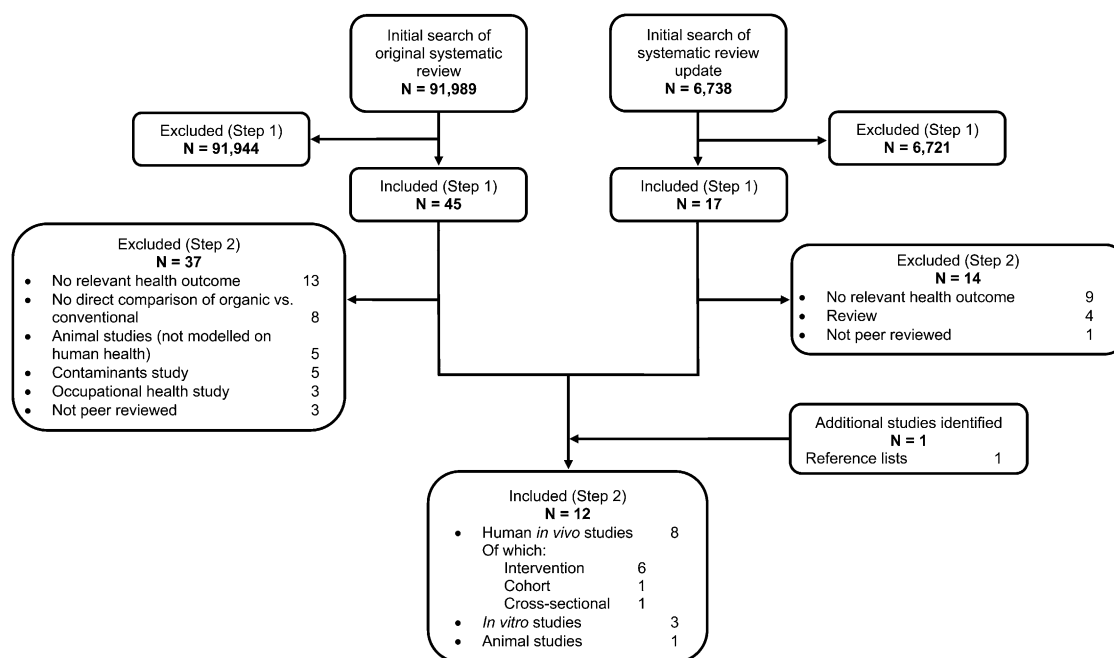 Initial search of
original systematic
review
N = 91,989
Initial search of
systematic review
update
N = 6,738
Excluded (Step 1)
N = 91,944
Excluded (Step 1)
N = 6,721
Included (Step 1)
N = 45
Included (Step 1)
N = 17
Excluded (Step 2)
N = 37
• No relevant health outcome 13
• No direct comparison of organic vs.
conventional 8
• Animal studies (not modelled on
human health) 5
• Contaminants study 5
• Occupational health study 3
• Not peer reviewed 3
Excluded (Step 2)
N = 14
• No relevant health outcome 9
• Review 4
• Not peer reviewed 1
Additional studies identified
N = 1
Reference lists 1
Included (Step 2)
N = 12
• Human in vivo studies 8
Of which:
Intervention 6
Cohort 1
Cross-sectional 1
• In vitro studies 3
• Animal studies 1